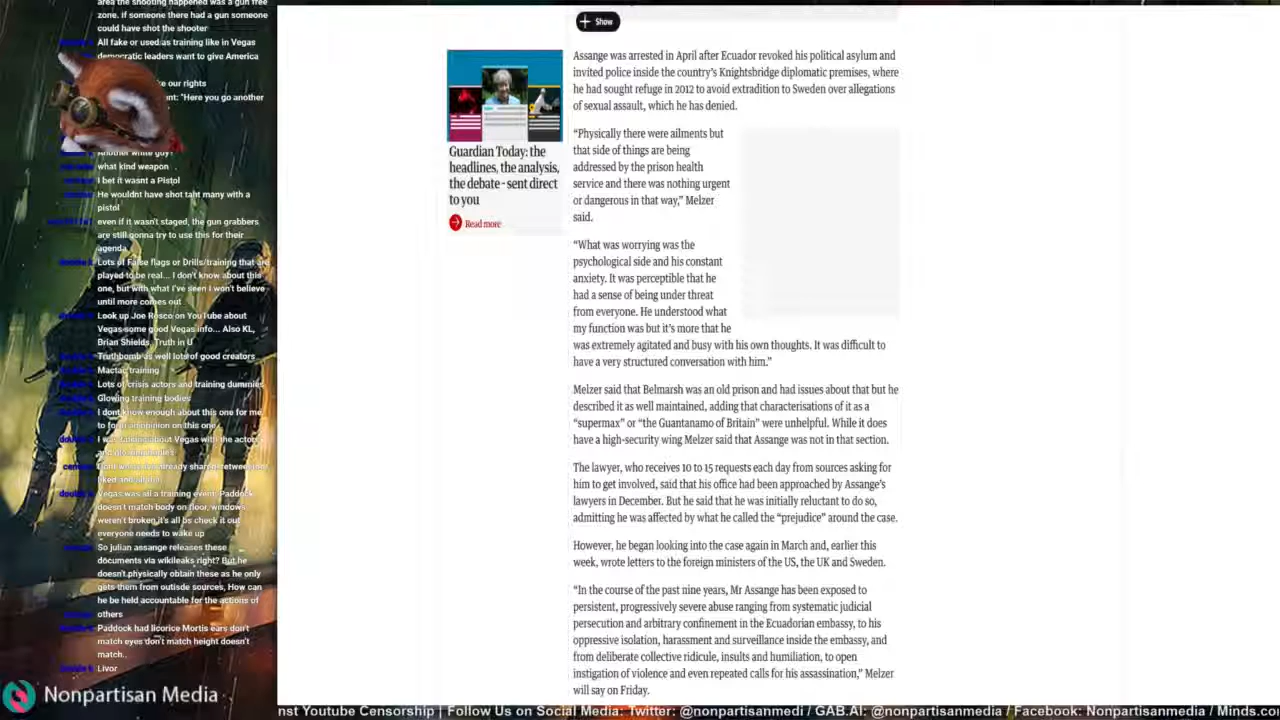 area the shooting happened was a gun free
zone. if someone there had a gun someone
could have shot the shooter
All fake or used as training like in Vegas
democratic leaders want to give America
our rights
"Here you go another
Another white guy?
what kind weapon
I bet it wasnt a Pistol
He wouldnt have shot taht many with a
pistol
even if it wasn't staged, the gun grabbers
are still gonna try to use this for their
agenda
Lots of False flags or Drills/training that are
played to be real... I don't know about this
one, but with what I've seen I won't believe
until more comes out
Look up Joe Rosco on YouTube about
Vegas some good Vegas info... Also KL,
Brian Shields, Truth in U
Truthbomb as well lots of good creators
Mactac training
Lots of crisis actors and training dummies
Glowing training bodies
I dont know enough about this one for me
to form an opinion on this one
I was talking about Vegas with the actors
already shared retweeted
liked and all
Vegas was all a training event. Paddock
doesn't match body on floor, windows
weren't broken it's all bs check it out
everyone needs to wake up
So julian assange releases these
documents via wikileaks right? But he
doesn't physically obtain these as he only
gets them from outisde sources, How can
he be held accountable for the actions of
others
Paddock had licorice Mortis ears don't
match eyes don't match height doesn't
match..
Livor
Nonpartisan Media
+ Show
Guardian Today: the
headlines, the analysis,
the debate - sent direct
to you
Read more
Assange was arrested in April after Ecuador revoked his political asylum and
invited police inside the country's Knightsbridge diplomatic premises, where
he had sought refuge in 2012 to avoid extradition to Sweden over allegations
of sexual assault, which he has denied.
“Physically there were ailments but
that side of things are being
addressed by the prison health
service and there was nothing urgent
or dangerous in that way,” Melzer
said.
“What was worrying was the
psychological side and his constant
anxiety. It was perceptible that he
had a sense of being under threat
from everyone. He understood what
my function was but it's more that he
was extremely agitated and busy with his own thoughts. It was difficult to
have a very structured conversation with him.”
Melzer said that Belmarsh was an old prison and had issues about that but he
described it as well maintained, adding that characterisations of it as a
“supermax” or “the Guantanamo of Britain” were unhelpful. While it does
have a high-security wing Melzer said that Assange was not in that section.
The lawyer, who receives 10 to 15 requests each day from sources asking for
him to get involved, said that his office had been approached by Assange's
lawyers in December. But he said that he was initially reluctant to do so,
admitting he was affected by what he called the “prejudice” around the case.
However, he began looking into the case again in March and, earlier this
week, wrote letters to the foreign ministers of the US, the UK and Sweden.
“In the course of the past nine years, Mr Assange has been exposed to
persistent, progressively severe abuse ranging from systematic judicial
persecution and arbitrary confinement in the Ecuadorian embassy, to his
oppressive isolation, harassment and surveillance inside the embassy, and
from deliberate collective ridicule, insults and humiliation, to open
instigation of violence and even repeated calls for his assassination,” Melzer
will say on Friday.
nst Youtube Censorship | Follow Us on Social Media: Twitter: @nonpartisanmedi / GAB.AI: @nonpartisanmedia / Facebook: Nonpartisanmedia / Minds.co